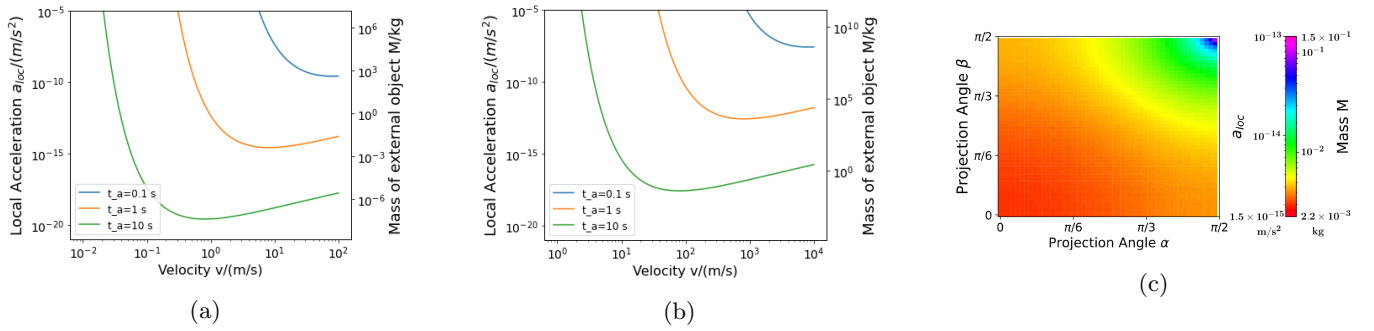 10^{-5}
10^{-10}
10^{-15}
10^{-20}
Local Acceleration a_{loc}/(m/s^2)
t_a=0.1 s
t_a=1 s
t_a=10 s
10^{-2}
10^{-1}
10^0
10^1
10^2
Velocity v/(m/s)
10^6
10^3
10^0
10^{-3}
10^{-6}
Mass of external object M/kg
(a)
10^{-5}
10^{-10}
10^{-15}
10^{-20}
Local Acceleration a_{loc}/(m/s^2)
t_a=0.1 s
t_a=1 s
t_a=10 s
10^0
10^1
10^2
10^3
10^4
Velocity v/(m/s)
10^{10}
10^5
10^0
Mass of external object M/kg
(b)
π/2
π/3
π/6
0
Projection Angle β
0
π/6
π/3
π/2
Projection Angle α
10^{-13}
10^{-14}
1.5 × 10^{-15}
m/s^2
a_{loc}
1.5 × 10^{-1}
10^{-1}
10^{-2}
2.2 × 10^{-3}
kg
Mass M
(c)